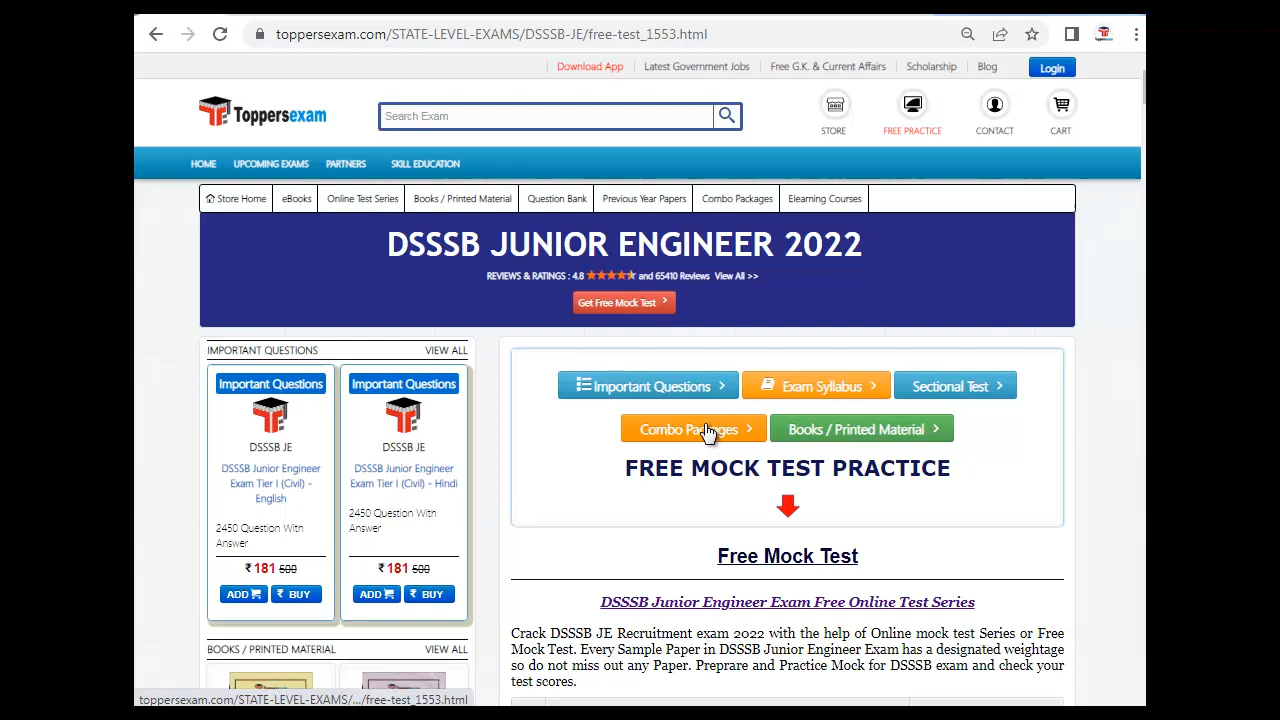 toppersexam.com/STATE-LEVEL-EXAMS/DSSSB-JE/free-test_1553.html
Download App Latest Government Jobs Free G.K. & Current Affairs Scholarship Blog Login
Toppersexam
Search Exam
STORE FREE PRACTICE CONTACT CART
HOME UPCOMING EXAMS PARTNERS SKILL EDUCATION
Store Home eBooks Online Test Series Books / Printed Material Question Bank Previous Year Papers Combo Packages Elearning Courses
DSSSB JUNIOR ENGINEER 2022
REVIEWS & RATINGS : 4.8 and 65410 Reviews View All >>
Get Free Mock Test
IMPORTANT QUESTIONS VIEW ALL
Important Questions
DSSSB JE
DSSSB Junior Engineer
Exam Tier I (Civil) -
English
2450 Question With
Answer
₹ 181 500
ADD ₹ BUY
Important Questions
DSSSB JE
DSSSB Junior Engineer
Exam Tier I (Civil) - Hindi
2450 Question With
Answer
₹ 181 500
ADD ₹ BUY
BOOKS / PRINTED MATERIAL VIEW ALL
Important Questions Exam Syllabus Sectional Test
Combo Packages Books / Printed Material
FREE MOCK TEST PRACTICE
Free Mock Test
DSSSB Junior Engineer Exam Free Online Test Series
Crack DSSSB JE Recruitment exam 2022 with the help of Online mock test Series or Free
Mock Test. Every Sample Paper in DSSSB Junior Engineer Exam has a designated weightage
so do not miss out any Paper. Preprare and Practice Mock for DSSSB exam and check your
test scores.
toppersexam.com/STATE-LEVEL-EXAMS/.../free-test_1553.html